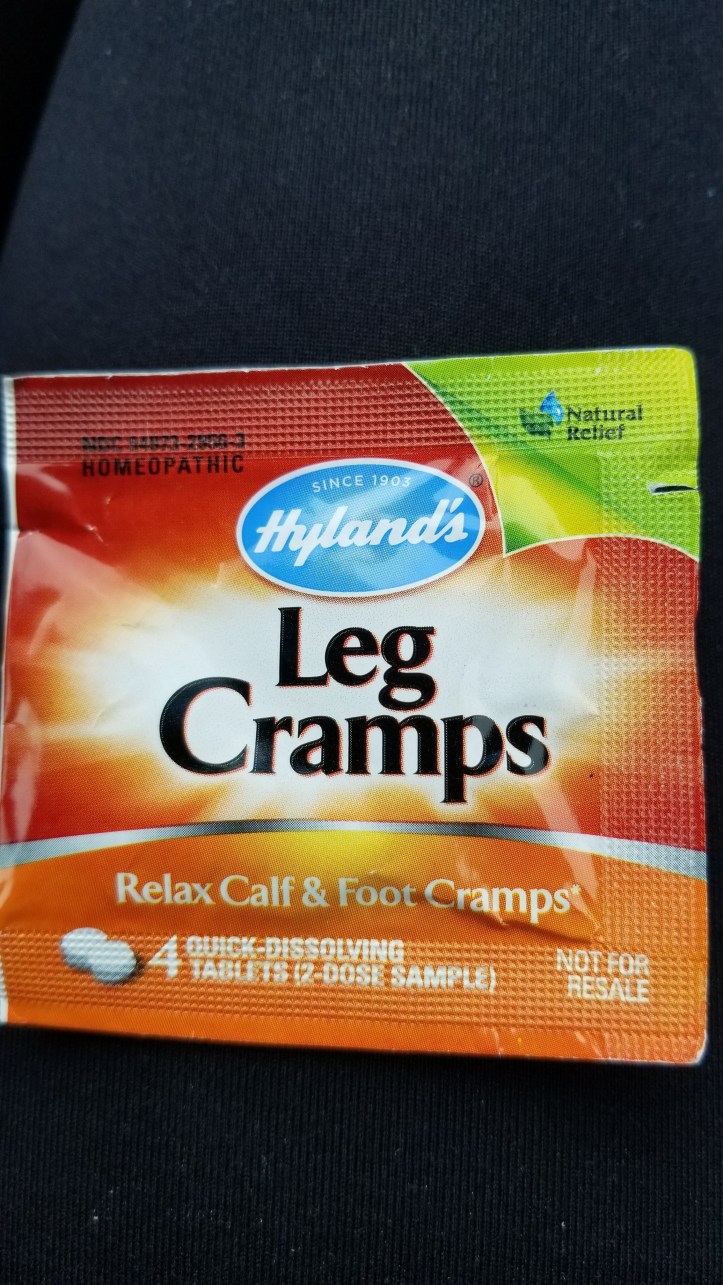 Natural
Relief
NDC
HOMEOPATHIC
SINCE 1903
Hyland's®
Leg
Cramps
Relax Calf & Foot Cramps*
4 QUICK-DISSOLVING
TABLETS (2-DOSE SAMPLE)
NOT FOR
RESALE